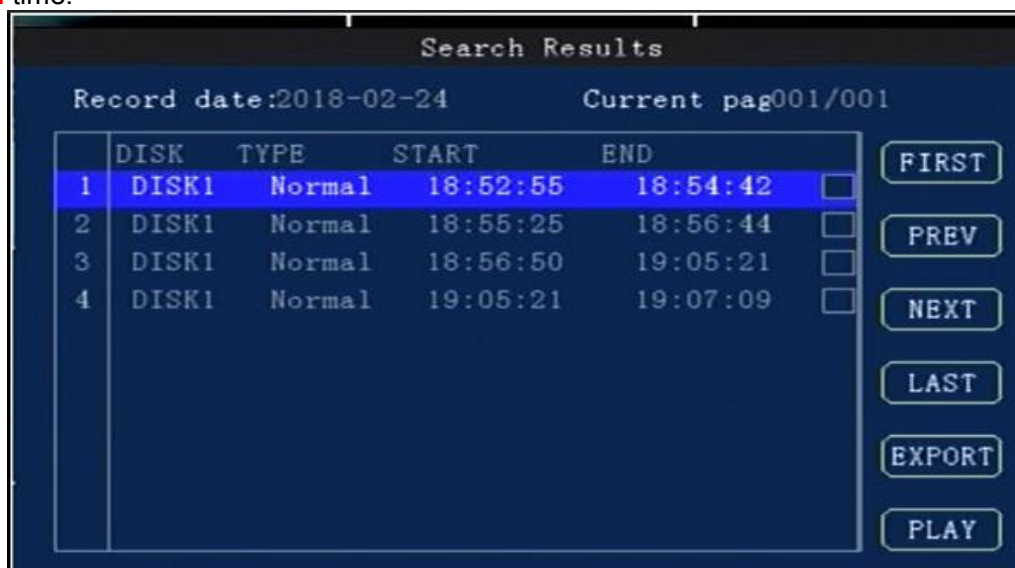 time.
Search Results
Record date:2018-02-24 Current pag001/001
DISK TYPE START END
1 DISK1 Normal 18:52:55 18:54:42
2 DISK1 Normal 18:55:25 18:56:44
3 DISK1 Normal 18:56:50 19:05:21
4 DISK1 Normal 19:05:21 19:07:09
FIRST
PREV
NEXT
LAST
EXPORT
PLAY